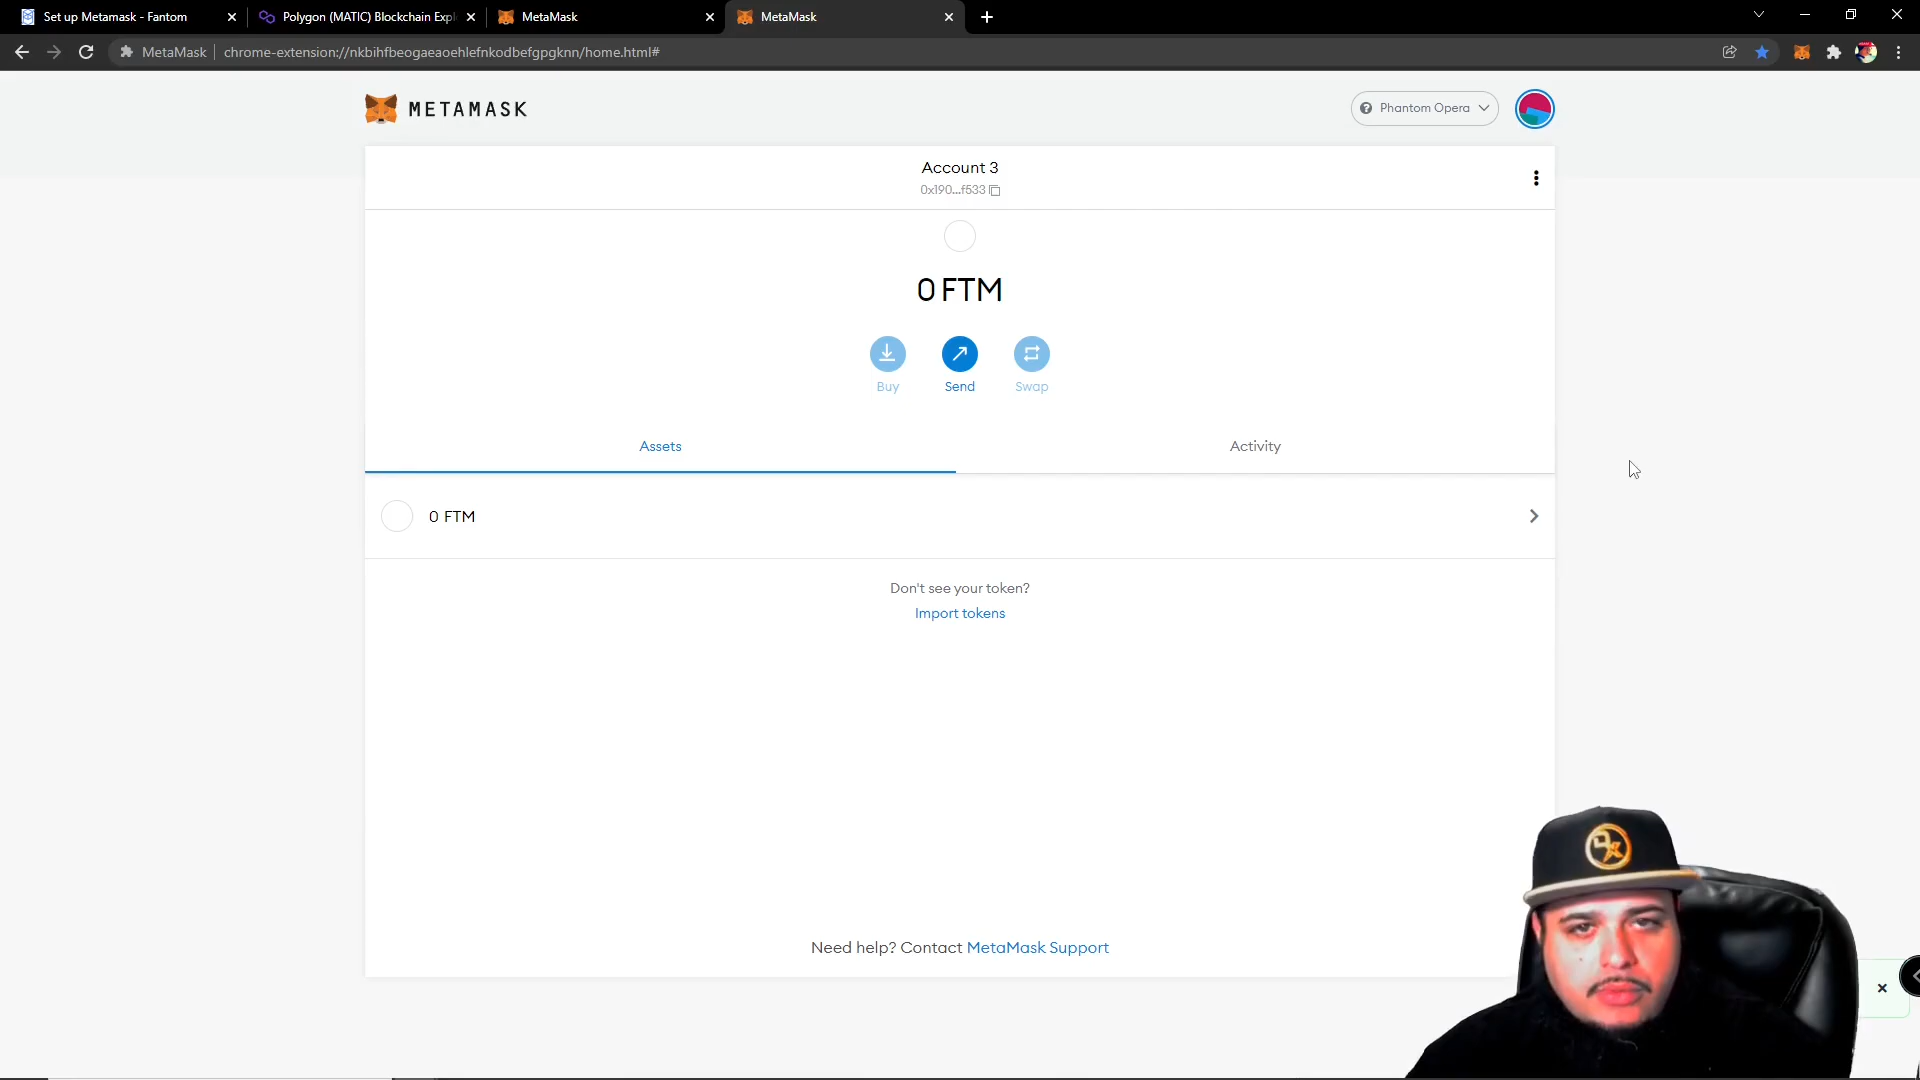 Set up Metamask - Fantom
Polygon (MATIC) Blockchain Expl
MetaMask
MetaMask
MetaMask
chrome-extension://nkbihfbeogaeaoehlefnkodbefgpgknn/home.html#
METAMASK
Phantom Opera
Account 3
0x190...f533
0 FTM
Buy
Send
Swap
Assets
Activity
0 FTM
Don't see your token?
Import tokens
Need help? Contact MetaMask Support